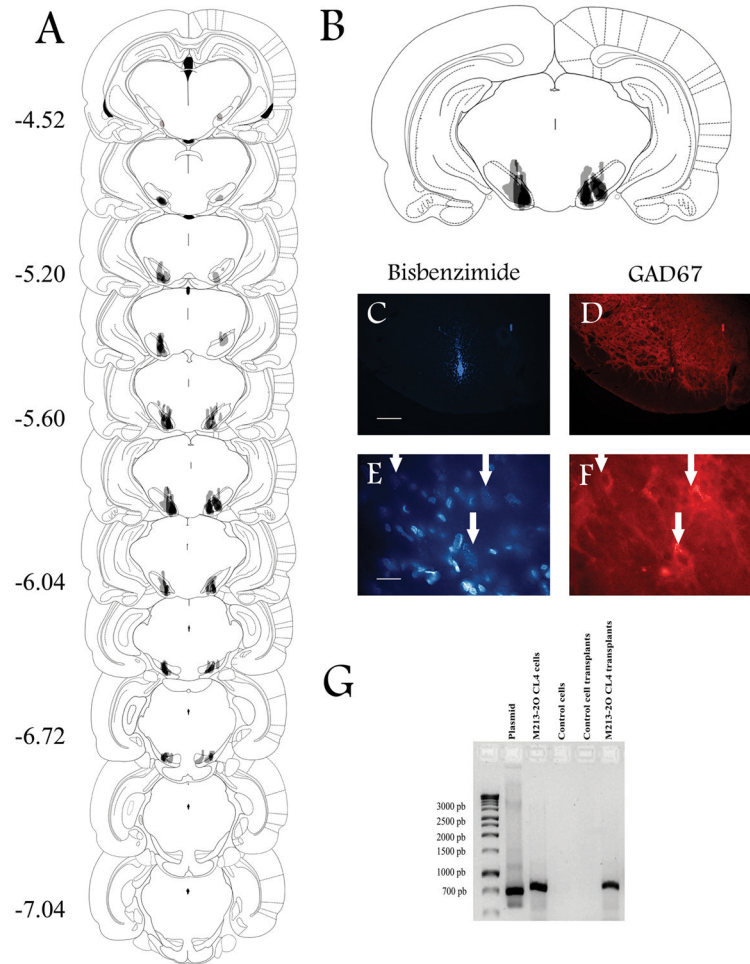 A
-4.52
-5.20
-5.60
-6.04
-6.72
-7.04
B
Bisbenzimide
GAD67
C
D
E
F
G
Plasmid
M213-2O CL4 cells
Control cells
Control cell transplants
M213-2O CL4 transplants
3000 pb
2500 pb
2000 pb
1500 pb
1000 pb
700 pb